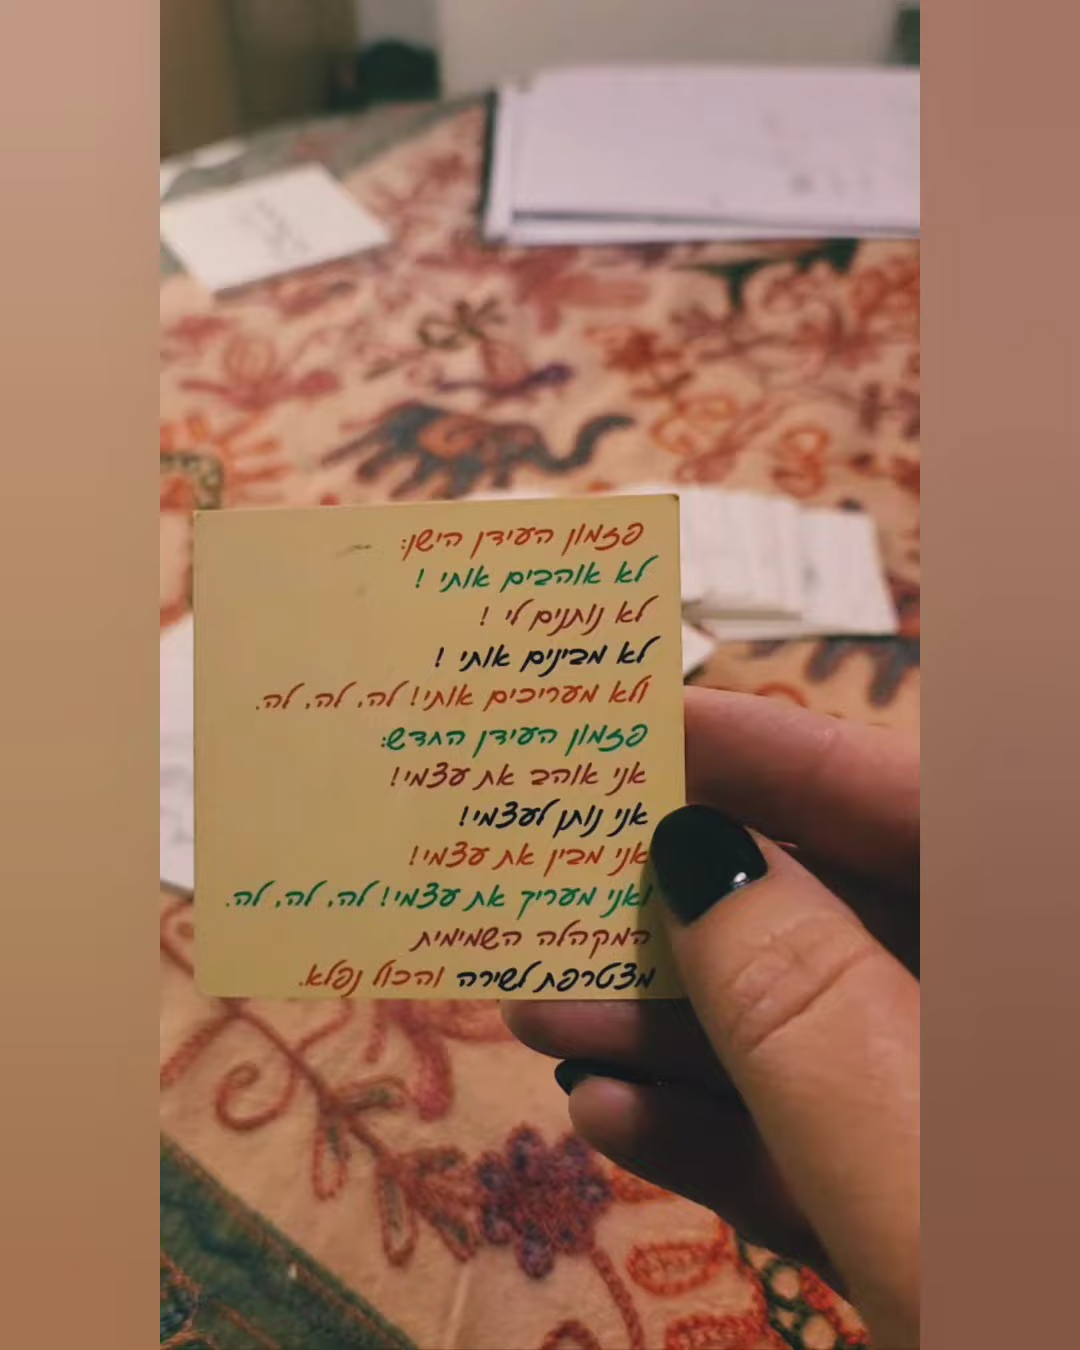 פזמון העידן הישן:
לא אוהבים אותי !
לא נותנים לי !
לא מבינים אותי !
ולא מעריכים אותי! לה, לה, לה.
פזמון העידן החדש:
אני אוהב את עצמי!
אני נותן לעצמי!
אני מבין את עצמי!
ואני מעריך את עצמי! לה, לה, לה.
המקהלה השמימית
מצטרפת לשירה והכול נפלא.